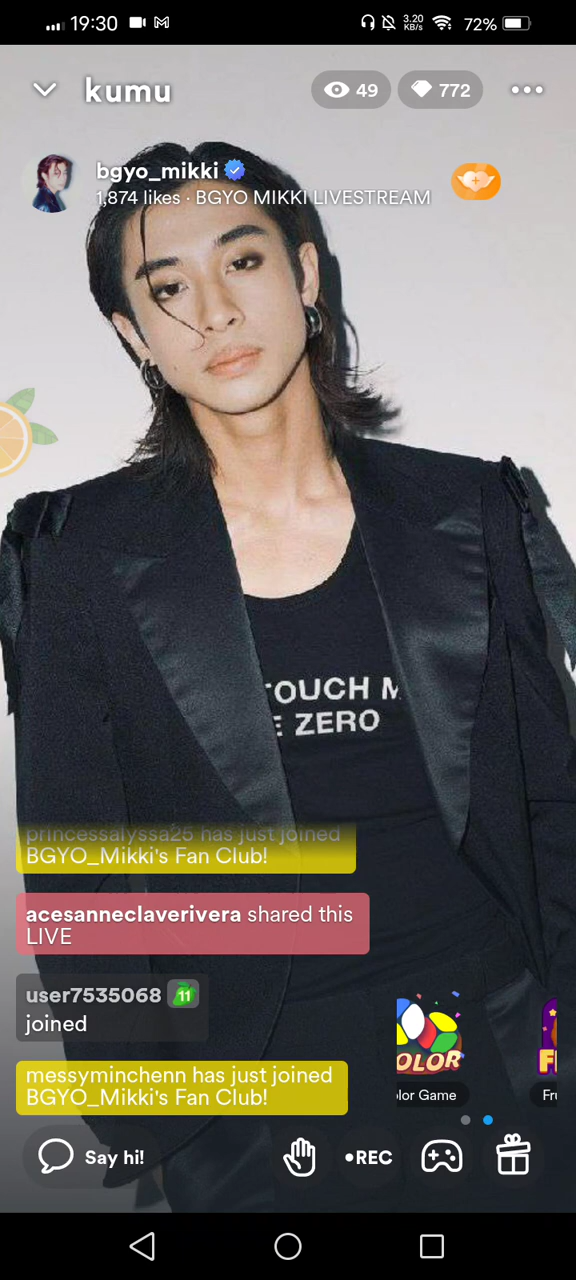 19:30
3.20
KB/s
72%
kumu
49
772
bgyo_mikki
1,874 likes · BGYO MIKKI LIVESTREAM
TOUCH M
E ZERO
princessalyssa25 has just joined
BGYO_Mikki's Fan Club!
acesanneclaverivera shared this
LIVE
user7535068 11
joined
OLOR
F
olor Game
Fru
messyminchenn has just joined
BGYO_Mikki's Fan Club!
Say hi!
•REC